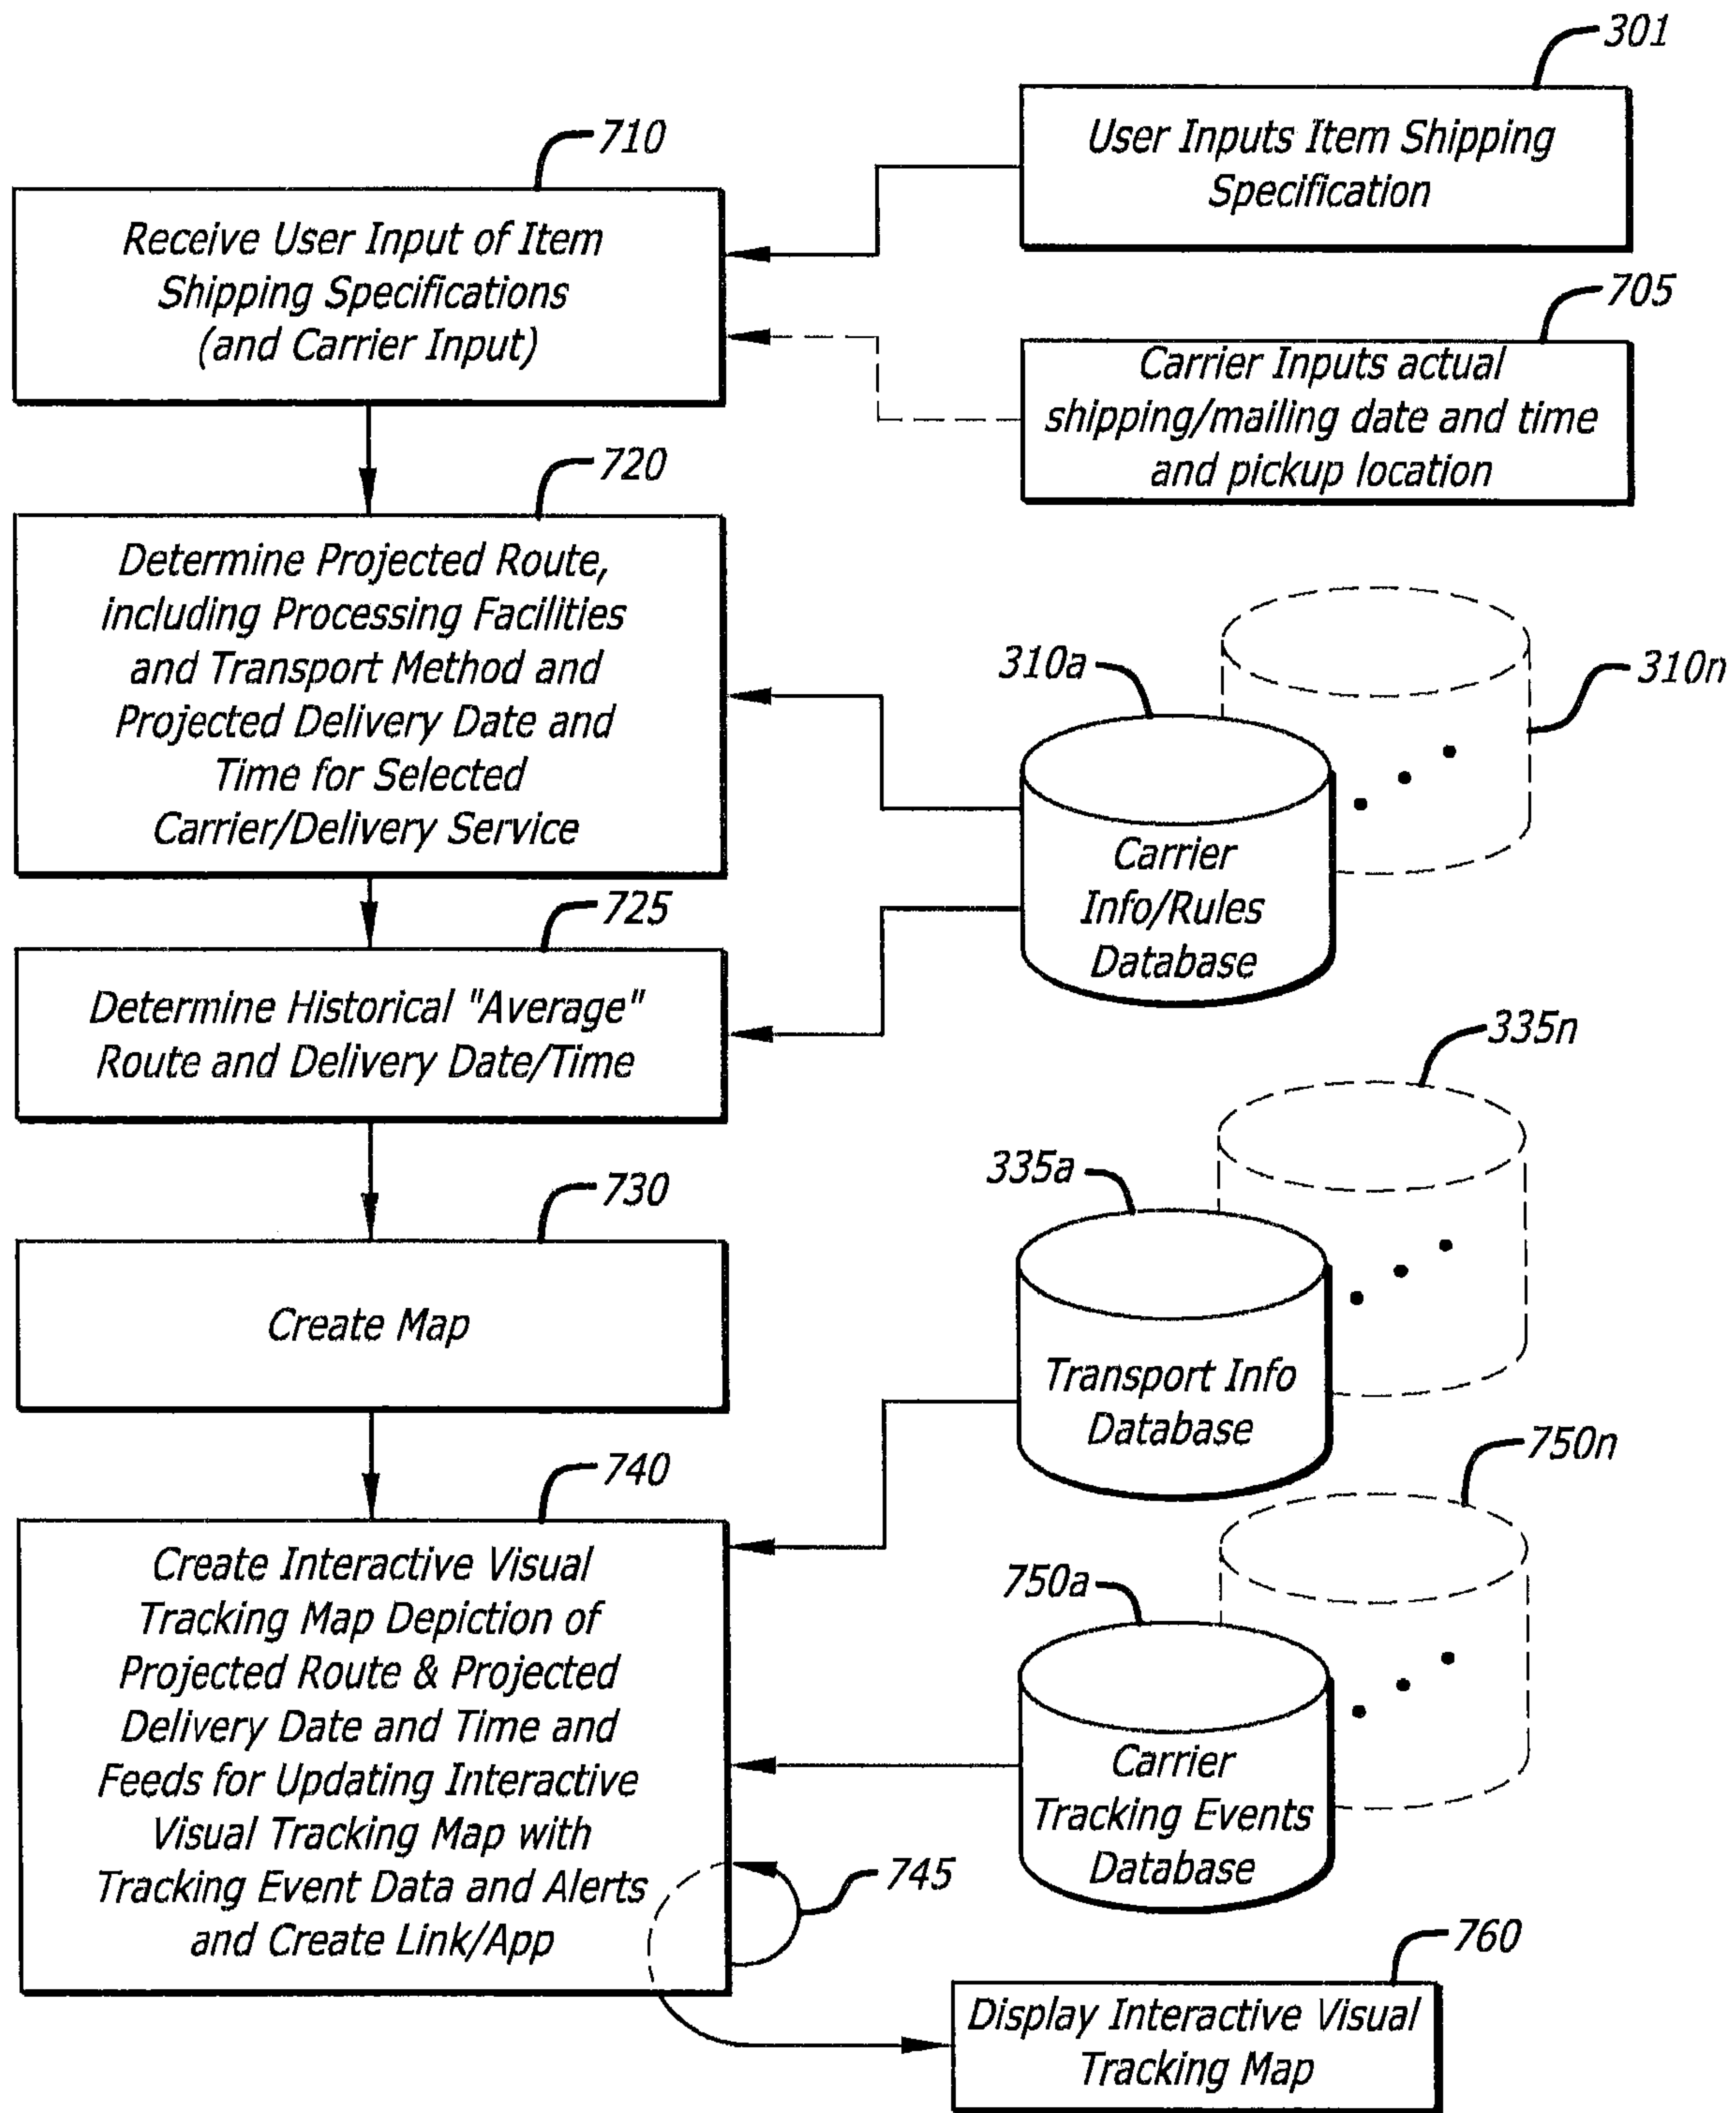 301
User Inputs Item Shipping
Specification
710
Receive User Input of Item
Shipping Specifications
(and Carrier Input)
705
Carrier Inputs actual
shipping/mailing date and time
and pickup location
720
Determine Projected Route,
including Processing Facilities
and Transport Method and
Projected Delivery Date and
Time for Selected
Carrier/Delivery Service
310a
310n
Carrier
Info/Rules
Database
725
Determine Historical "Average"
Route and Delivery Date/Time
335n
335a
Transport Info
Database
730
Create Map
740
Create Interactive Visual
Tracking Map Depiction of
Projected Route & Projected
Delivery Date and Time and
Feeds for Updating Interactive
Visual Tracking Map with
Tracking Event Data and Alerts
and Create Link/App
750n
750a
Carrier
Tracking Events
Database
745
760
Display Interactive Visual
Tracking Map